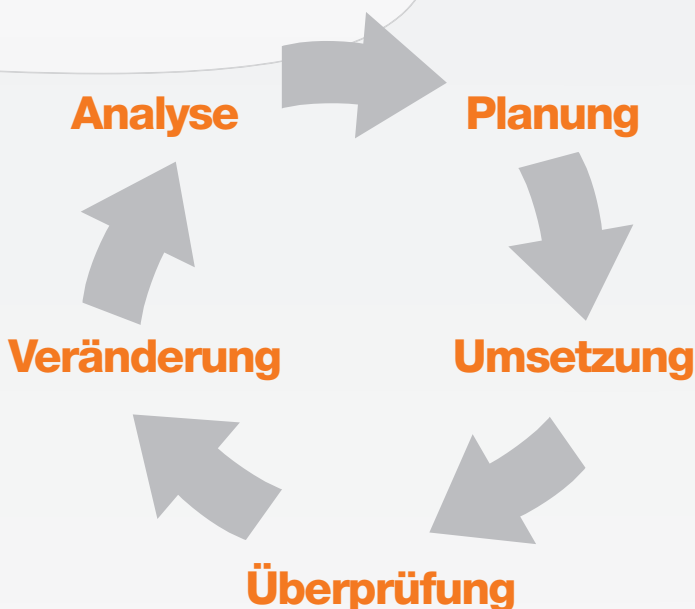 Analyse
Planung
Veränderung
Umsetzung
Überprüfung